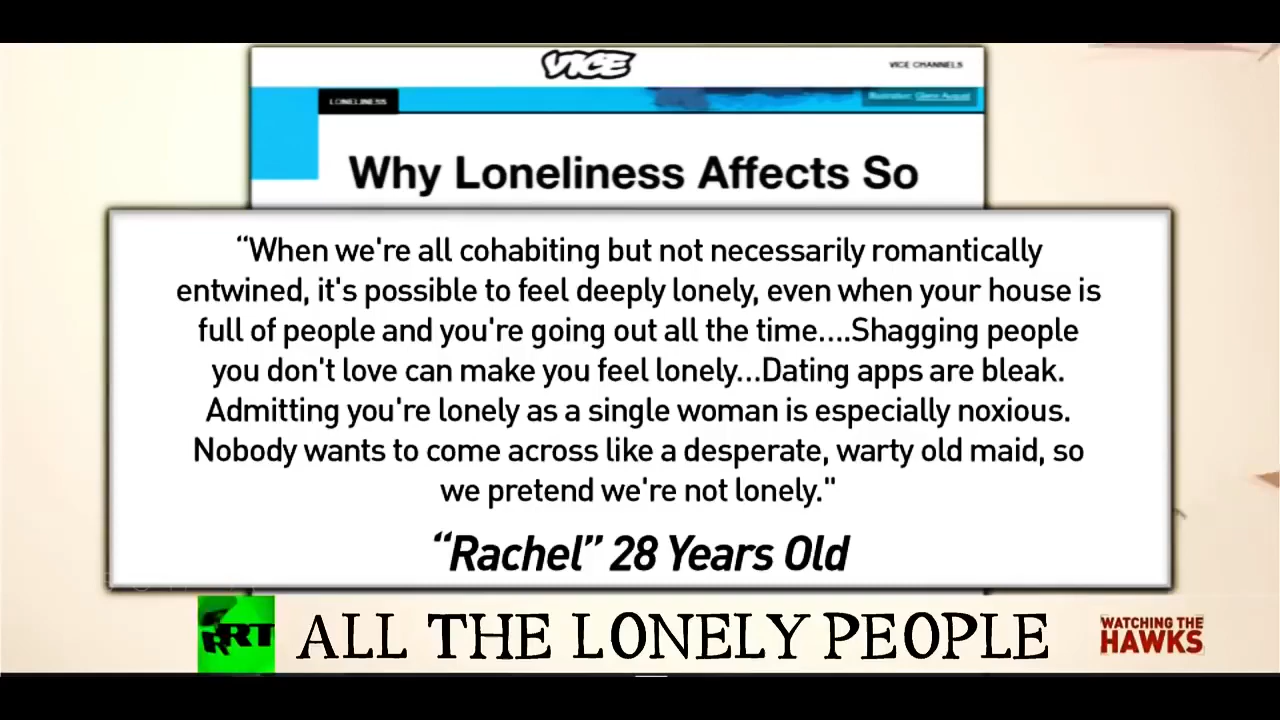 VICE
VICE CHANNELS
LONELINESS
Illustration: Glenn August
Why Loneliness Affects So
“When we're all cohabiting but not necessarily romantically
entwined, it's possible to feel deeply lonely, even when your house is
full of people and you're going out all the time....Shagging people
you don't love can make you feel lonely...Dating apps are bleak.
Admitting you're lonely as a single woman is especially noxious.
Nobody wants to come across like a desperate, warty old maid, so
we pretend we're not lonely."
“Rachel” 28 Years Old
RT
ALL THE LONELY PEOPLE
WATCHING THE
HAWKS